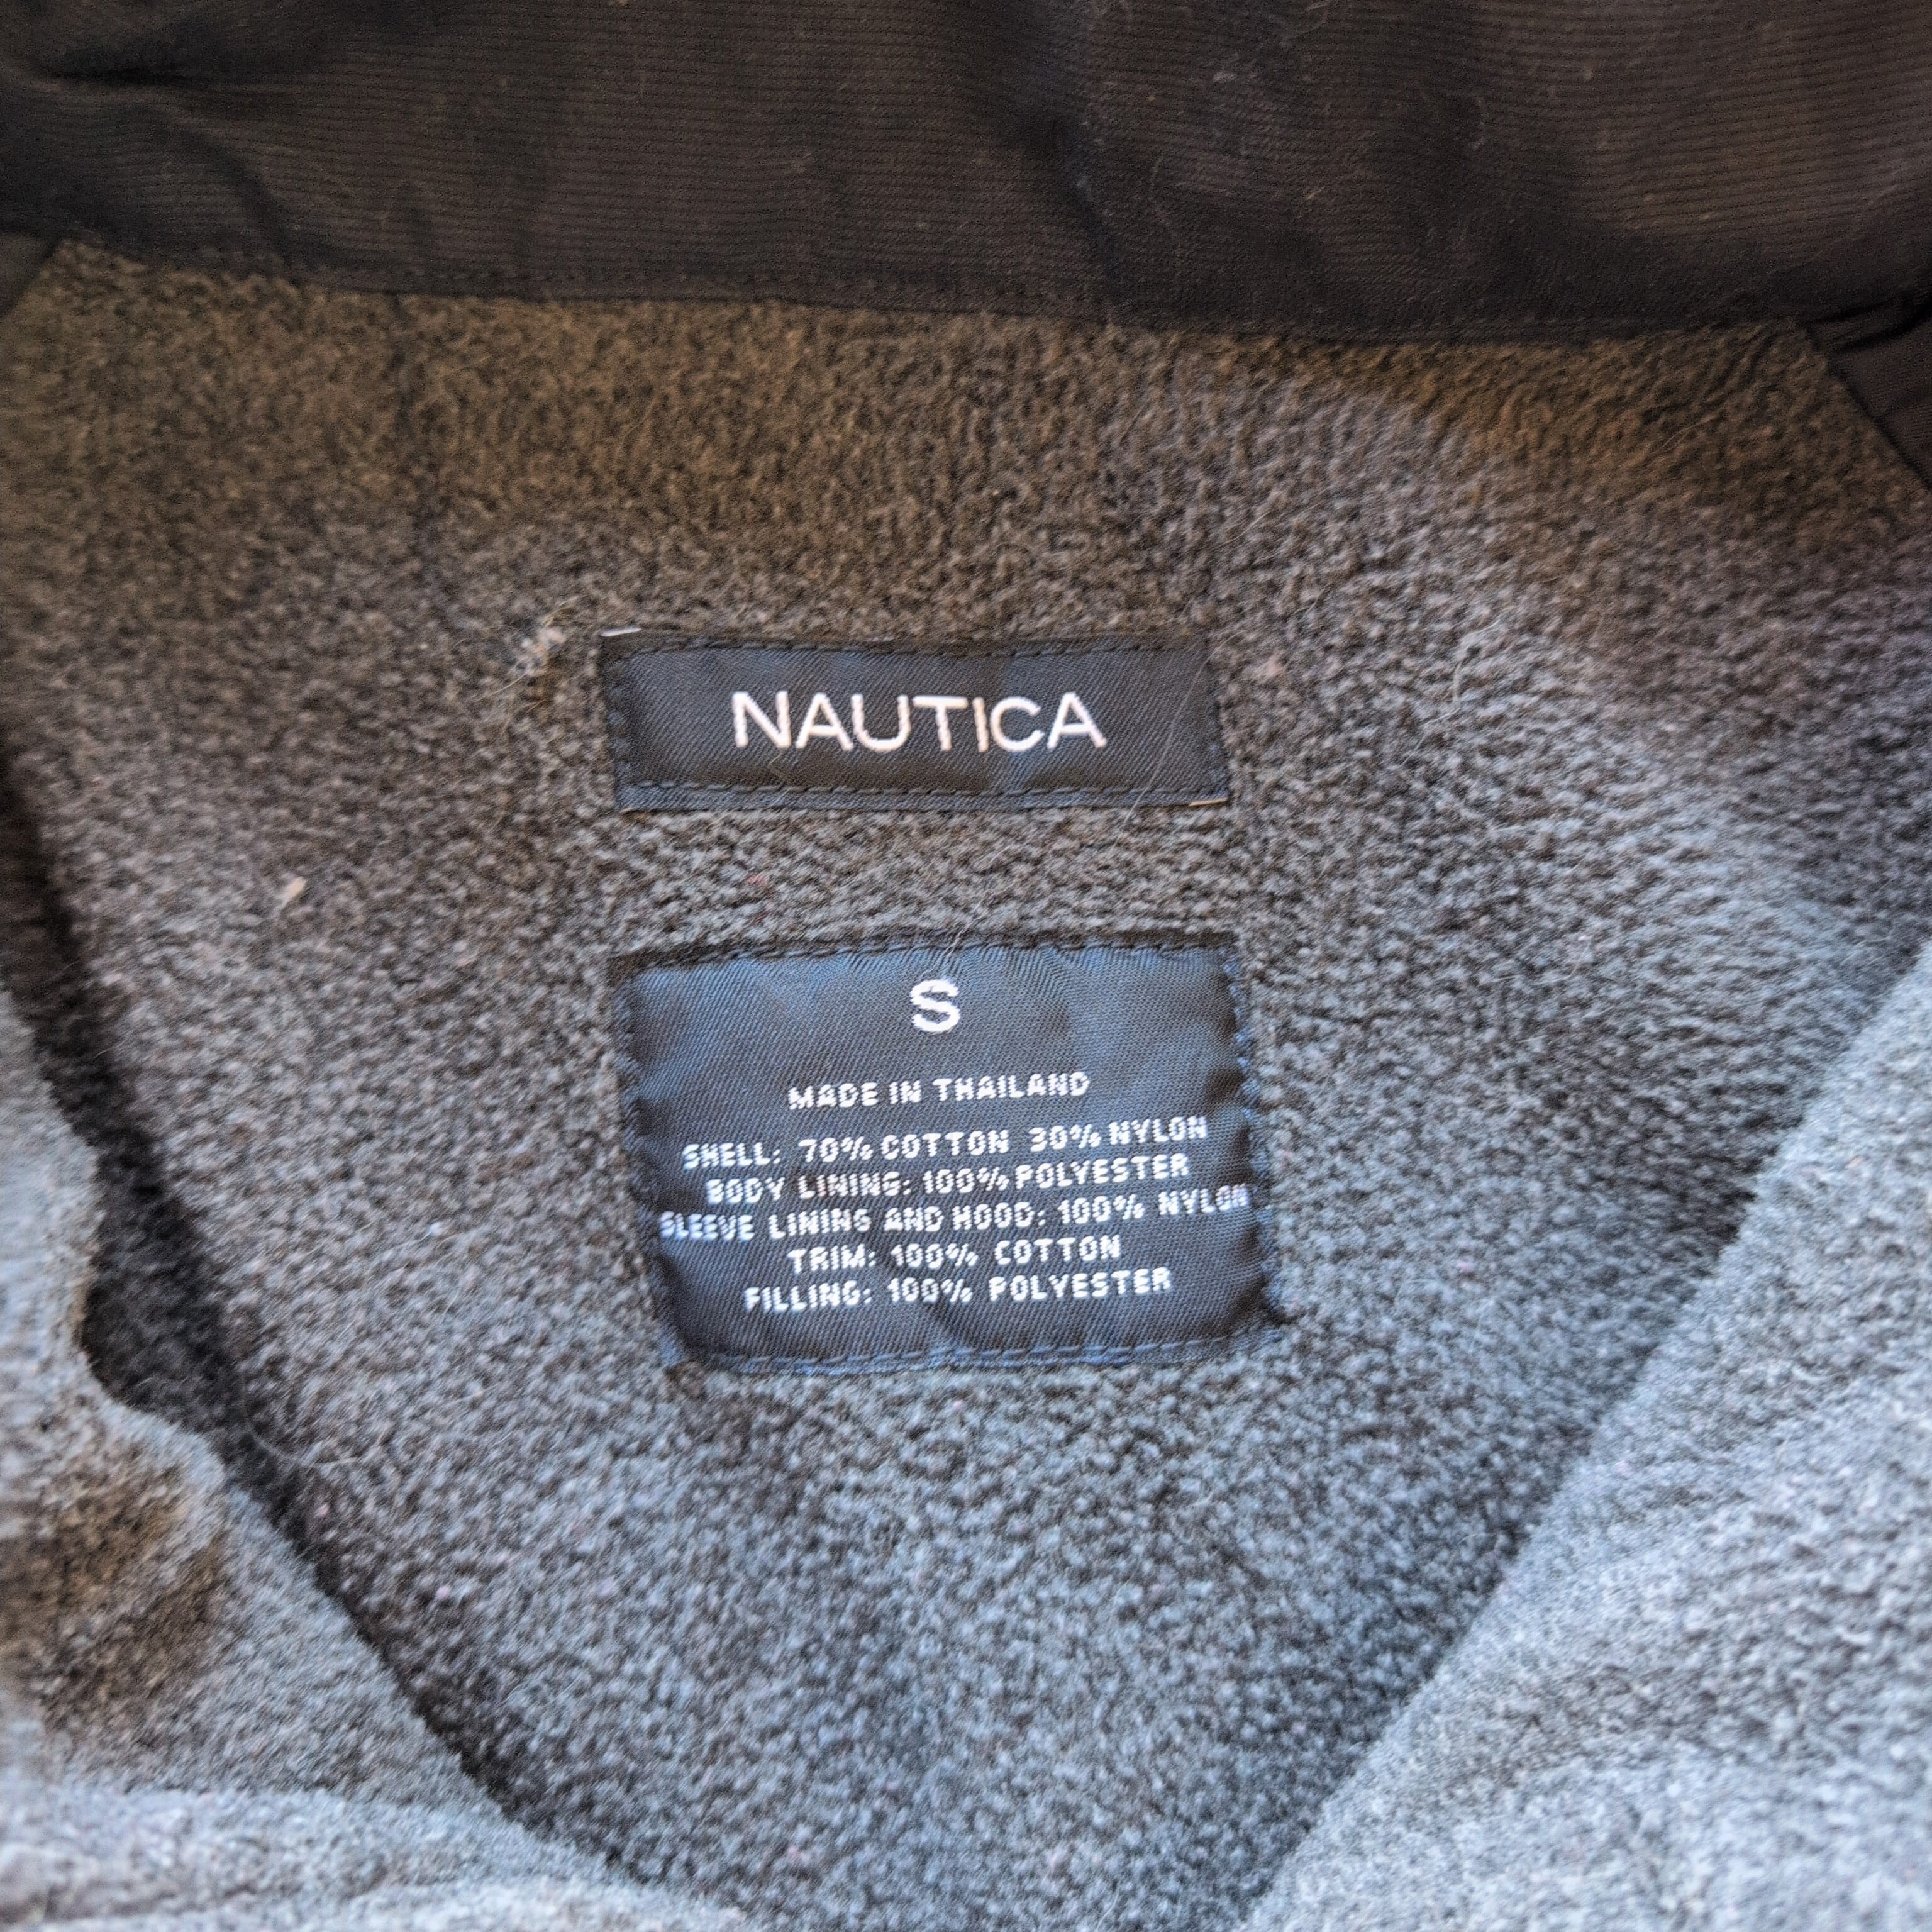 NAUTICA
S
MADE IN THAILAND
SHELL: 70% COTTON 30% NYLON
BODY LINING: 100% POLYESTER
SLEEVE LINING AND HOOD: 100% NYLON
TRIM: 100% COTTON
FILLING: 100% POLYESTER